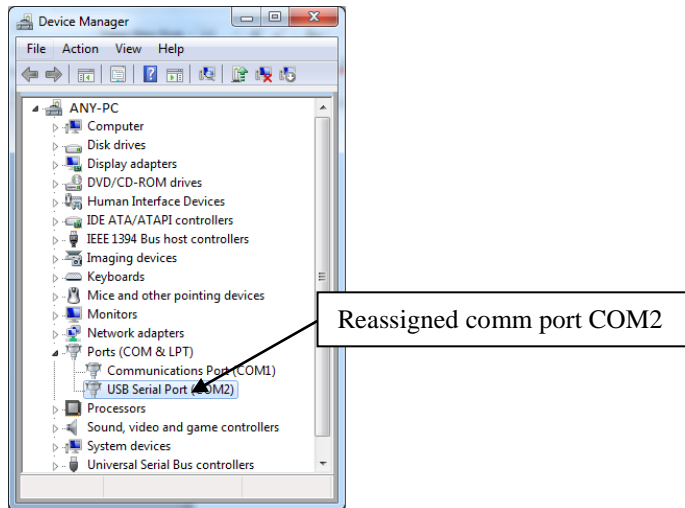 Device Manager
File Action View Help
ANY-PC
Computer
Disk drives
Display adapters
DVD/CD-ROM drives
Human Interface Devices
IDE ATA/ATAPI controllers
IEEE 1394 Bus host controllers
Imaging devices
Keyboards
Mice and other pointing devices
Monitors
Network adapters
Reassigned comm port COM2
Ports (COM & LPT)
Communications Port (COM1)
USB Serial Port (COM2)
Processors
Sound, video and game controllers
System devices
Universal Serial Bus controllers